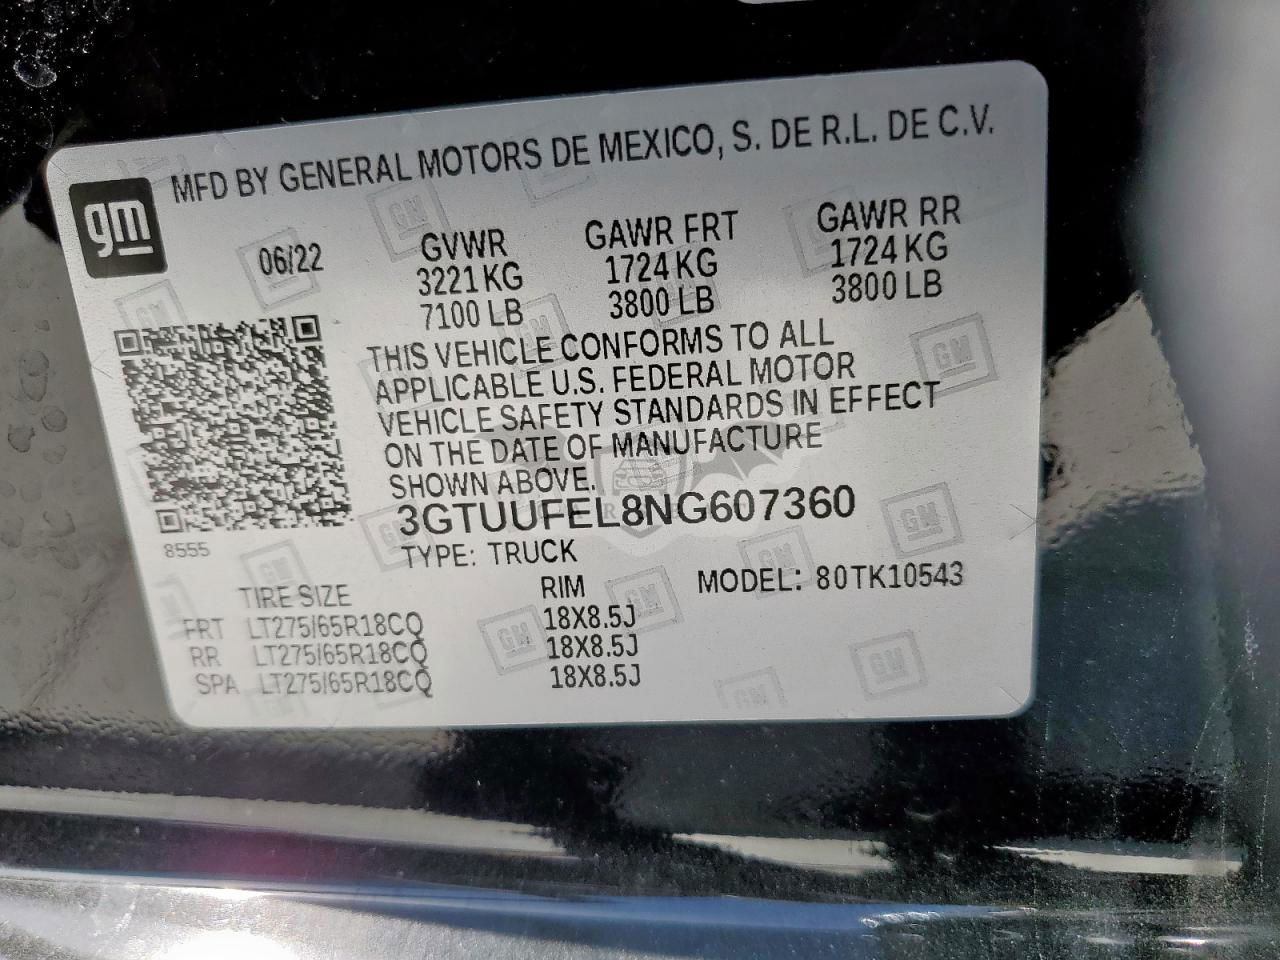 MFD BY GENERAL MOTORS DE MEXICO, S. DE R.L. DE C.V.
gm
06/22 GVWR GAWR FRT GAWR RR
3221 KG 1724 KG 1724 KG
7100 LB 3800 LB 3800 LB
THIS VEHICLE CONFORMS TO ALL
APPLICABLE U.S. FEDERAL MOTOR
VEHICLE SAFETY STANDARDS IN EFFECT
ON THE DATE OF MANUFACTURE
SHOWN ABOVE.
3GTUUFEL8NG607360
8555
TYPE: TRUCK
TIRE SIZE RIM MODEL: 80TK10543
FRT LT275/65R18CQ 18X8.5J
RR LT275/65R18CQ 18X8.5J
SPA LT275/65R18CQ 18X8.5J